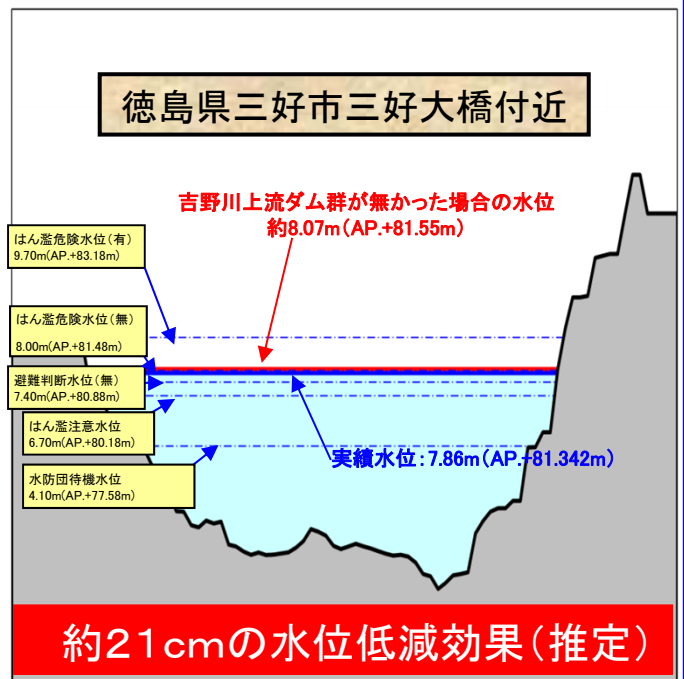 徳島県三好市三好大橋付近
吉野川上流ダム群が無かった場合の水位
約8.07m(AP.+81.55m)
はん濫危険水位(有)
9.70m(AP.+83.18m)
はん濫危険水位(無)
8.00m(AP.+81.48m)
避難判断水位(無)
7.40m(AP.+80.88m)
はん濫注意水位
6.70m(AP.+80.18m)
実績水位:7.86m(AP.+81.342m)
水防団待機水位
4.10m(AP.+77.58m)
約21cmの水位低減効果(推定)